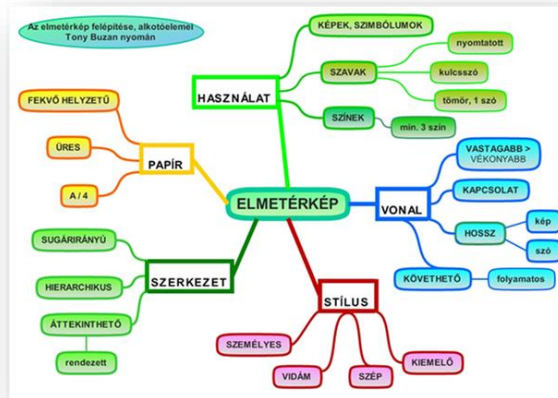 Az elmetérkép felépítése, alkotóelemei
Tony Buzan nyomán
KÉPEK, SZIMBÓLUMOK
HASZNÁLAT
SZAVAK
nyomtatott
kulcsszó
tömör, 1 szó
SZÍNEK
min. 3 szín
FEKVŐ HELYZETŰ
ÜRES
PAPÍR
A / 4
ELMETÉRKÉP
VONAL
VASTAGABB >
VÉKONYABB
KAPCSOLAT
HOSSZ
kép
szó
KÖVETHETŐ
folyamatos
SUGÁRIRÁNYÚ
SZERKEZET
HIERARCHIKUS
ÁTTEKINTHETŐ
rendezett
STÍLUS
SZEMÉLYES
VIDÁM
SZÉP
KIEMELŐ